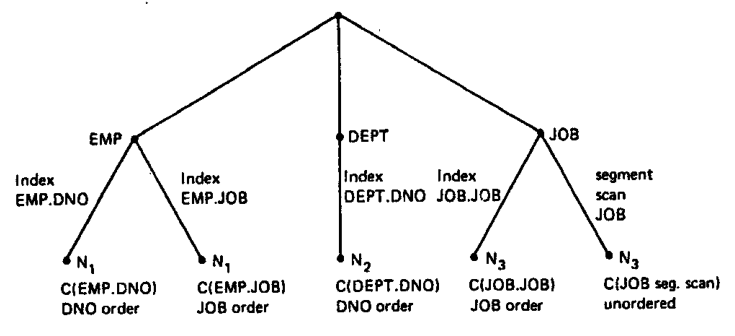 EMP
DEPT
JOB
Index
EMP.DNO
Index
EMP.JOB
Index
DEPT.DNO
Index
JOB.JOB
segment
scan
JOB
N1
C(EMP.DNO)
DNO order
N1
C(EMP.JOB)
JOB order
N2
C(DEPT.DNO)
DNO order
N3
C(JOB.JOB)
JOB order
N3
C(JOB seg. scan)
unordered